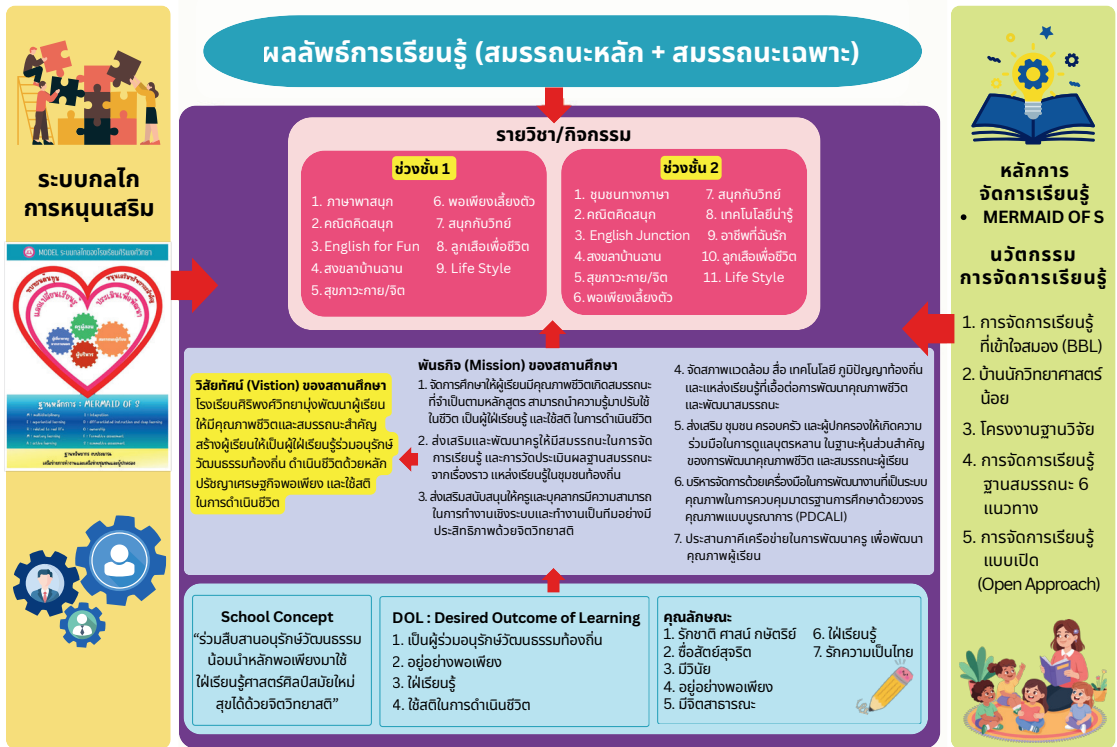 ผลลัพธ์การเรียนรู้ (สมรรถนะหลัก + สมรรถนะเฉพาะ)
ระบบกลไก
การหนุนเสริม
MODEL ระบบกลไกของโรงเรียนศิริพงศ์วิทยา
ครูผู้สอน
ผู้บริหาร
ฐานหลักการ : MERMAID OF S
รายวิชา/กิจกรรม
ช่วงชั้น 1
1. ภาษาพาสนุก
2. คณิตคิดสนุก
3. English for Fun
4. สงขลาบ้านฉาน
5. สุขภาวะกาย/จิต
6. พอเพียงเลี้ยงตัว
7. สนุกกับวิทย์
8. ลูกเสือเพื่อชีวิต
9. Life Style
ช่วงชั้น 2
1. ชุมชนทางภาษา
2. คณิตคิดสนุก
3. English Junction
4. สงขลาบ้านฉาน
5. สุขภาวะกาย/จิต
6. พอเพียงเลี้ยงตัว
7. สนุกกับวิทย์
8. เทคโนโลยีน่ารู้
9. อาชีพที่ฉันรัก
10. ลูกเสือเพื่อชีวิต
11. Life Style
วิสัยทัศน์ (Vistion) ของสถานศึกษา
โรงเรียนศิริพงศ์วิทยามุ่งพัฒนาผู้เรียน
ให้มีคุณภาพชีวิตและสมรรถนะสำคัญ
สร้างผู้เรียนให้เป็นผู้ใฝ่เรียนรู้ร่วมอนุรักษ์
วัฒนธรรมท้องถิ่น ดำเนินชีวิตด้วยหลัก
ปรัชญาเศรษฐกิจพอเพียง และใช้สติ
ในการดำเนินชีวิต
พันธกิจ (Mission) ของสถานศึกษา
1. จัดการศึกษาให้ผู้เรียนมีคุณภาพชีวิตเกิดสมรรถนะ
ที่จำเป็นตามหลักสูตร สามารถนำความรู้มาปรับใช้
ในชีวิต เป็นผู้ใฝ่เรียนรู้ และใช้สติ ในการดำเนินชีวิต
2. ส่งเสริมและพัฒนาครูให้มีสมรรถนะในการจัด
การเรียนรู้ และการวัดประเมินผลฐานสมรรถนะ
จากเรื่องราว แหล่งเรียนรู้ในชุมชนท้องถิ่น
3. ส่งเสริมสนับสนุนให้ครูและบุคลากรมีความสามารถ
ในการทำงานเชิงระบบและทำงานเป็นทีมอย่างมี
ประสิทธิภาพด้วยจิตวิทยาสติ
4. จัดสภาพแวดล้อม สื่อ เทคโนโลยี ภูมิปัญญาท้องถิ่น
และแหล่งเรียนรู้ที่เอื้อต่อการพัฒนาคุณภาพชีวิต
และพัฒนาสมรรถนะ
5. ส่งเสริม ชุมชน ครอบครัว และผู้ปกครองให้เกิดความ
ร่วมมือในการดูแลบุตรหลาน ในฐานะหุ้นส่วนสำคัญ
ของการพัฒนาคุณภาพชีวิต และสมรรถนะผู้เรียน
6. บริหารจัดการด้วยเครื่องมือในการพัฒนางานที่เป็นระบบ
คุณภาพในการควบคุมมาตรฐานการศึกษาด้วยวงจร
คุณภาพแบบบูรณาการ (PDCALI)
7. ประสานภาคีเครือข่ายในการพัฒนาครู เพื่อพัฒนา
คุณภาพผู้เรียน
School Concept
“ร่วมสืบสานอนุรักษ์วัฒนธรรม
น้อมนำหลักพอเพียงมาใช้
ใฝ่เรียนรู้ศาสตร์ศิลป์สมัยใหม่
สุขได้ด้วยจิตวิทยาสติ”
DOL : Desired Outcome of Learning
1. เป็นผู้ร่วมอนุรักษ์วัฒนธรรมท้องถิ่น
2. อยู่อย่างพอเพียง
3. ใฝ่เรียนรู้
4. ใช้สติในการดำเนินชีวิต
คุณลักษณะ
1. รักชาติ ศาสน์ กษัตริย์
2. ซื่อสัตย์สุจริต
3. มีวินัย
4. อยู่อย่างพอเพียง
5. มีจิตสาธารณะ
6. ใฝ่เรียนรู้
7. รักความเป็นไทย
หลักการ
จัดการเรียนรู้
• MERMAID OF S
นวัตกรรม
การจัดการเรียนรู้
1. การจัดการเรียนรู้
ที่เข้าใจสมอง (BBL)
2. บ้านนักวิทยาศาสตร์
น้อย
3. โครงงานฐานวิจัย
4. การจัดการเรียนรู้
ฐานสมรรถนะ 6
แนวทาง
5. การจัดการเรียนรู้
แบบเปิด
(Open Approach)